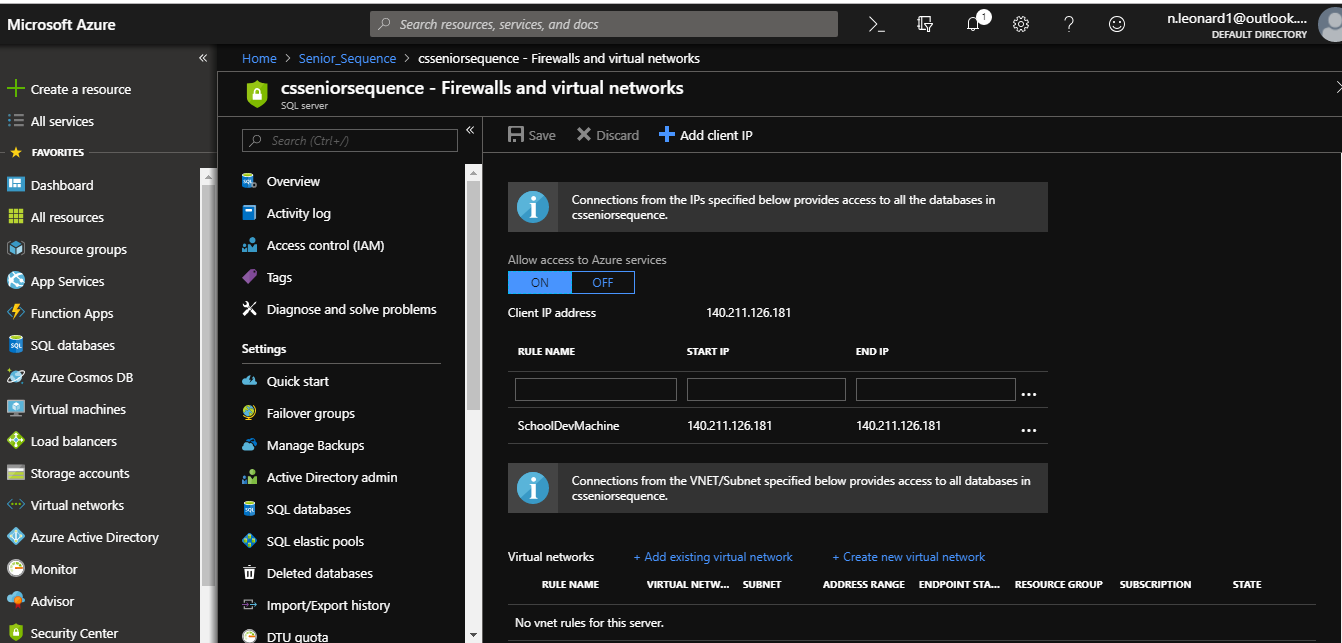 Microsoft Azure
Search resources, services, and docs
1
n.leonard1@outlook....
DEFAULT DIRECTORY
Create a resource
All services
FAVORITES
Dashboard
All resources
Resource groups
App Services
Function Apps
SQL databases
Azure Cosmos DB
Virtual machines
Load balancers
Storage accounts
Virtual networks
Azure Active Directory
Monitor
Advisor
Security Center
Home > Senior_Sequence > csseniorsequence - Firewalls and virtual networks
csseniorsequence - Firewalls and virtual networks
SQL server
Search (Ctrl+/)
Overview
Activity log
Access control (IAM)
Tags
Diagnose and solve problems
Settings
Quick start
Failover groups
Manage Backups
Active Directory admin
SQL databases
SQL elastic pools
Deleted databases
Import/Export history
DTU quota
Save Discard Add client IP
Connections from the IPs specified below provides access to all the databases in
csseniorsequence.
Allow access to Azure services
ON OFF
Client IP address 140.211.126.181
RULE NAME START IP END IP
...
SchoolDevMachine 140.211.126.181 140.211.126.181 ...
Connections from the VNET/Subnet specified below provides access to all databases in
csseniorsequence.
Virtual networks + Add existing virtual network + Create new virtual network
RULE NAME VIRTUAL NETW... SUBNET ADDRESS RANGE ENDPOINT STA... RESOURCE GROUP SUBSCRIPTION STATE
No vnet rules for this server.